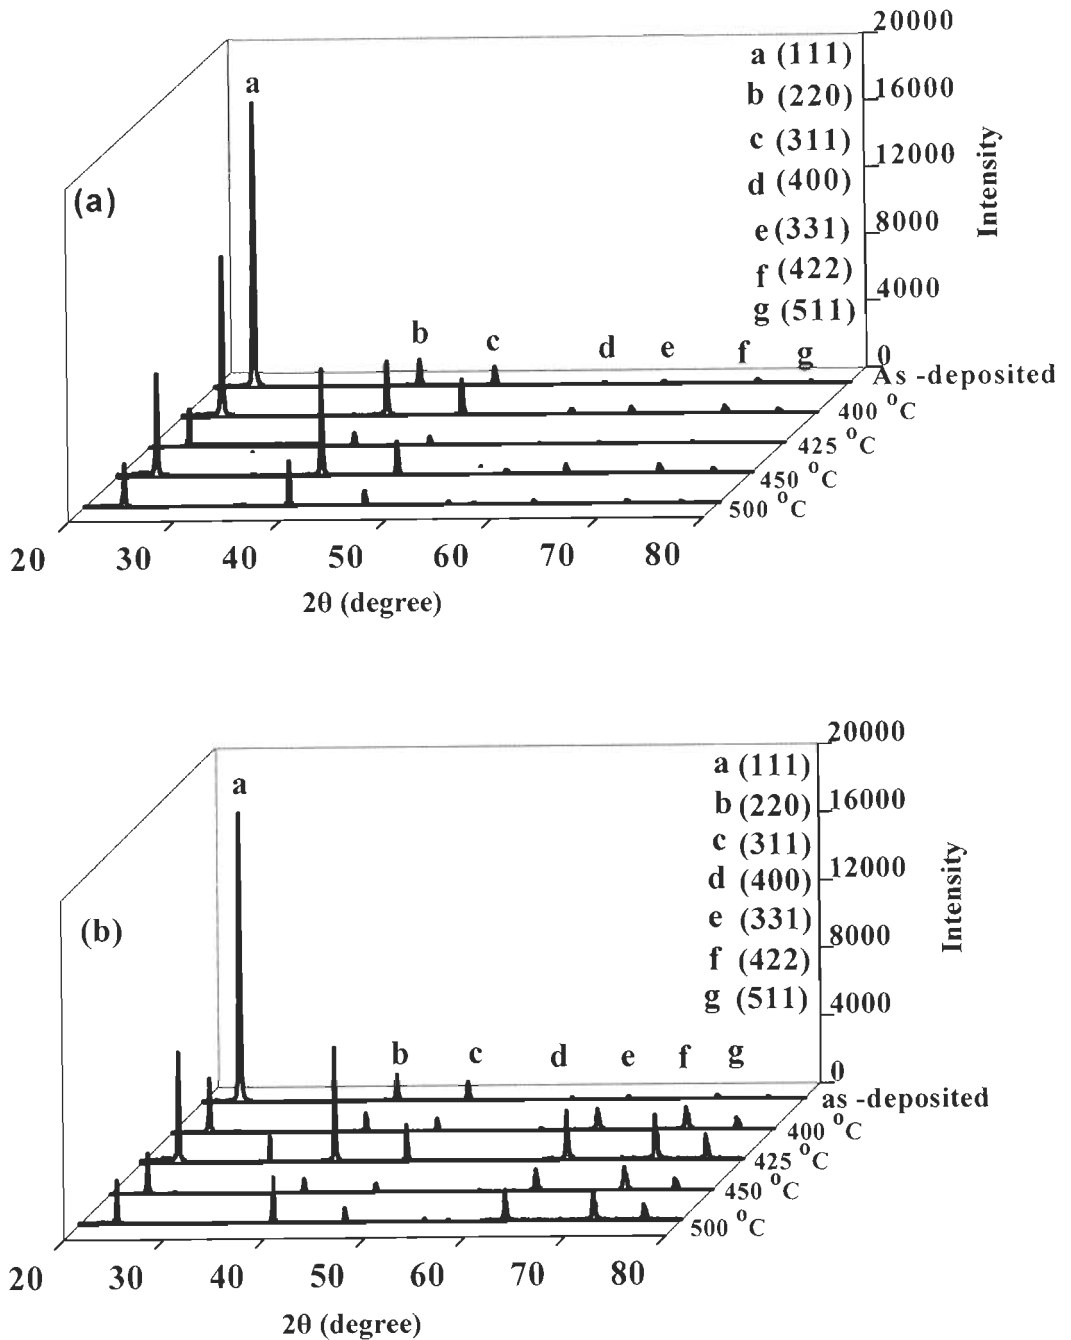 20000
a
a (111)
16000
b (220)
c (311)
12000
Intensity
(a)
d (400)
8000
e (331)
f (422)
4000
g (511)
b
c
d
e
f
g
0
As -deposited
400 °C
425 °C
450 °C
500 °C
20 30 40 50 60 70 80
2θ (degree)
20000
a
a (111)
16000
b (220)
c (311)
12000
Intensity
d (400)
(b)
e (331)
8000
f (422)
g (511)
4000
b
c
d
e
f
g
0
as -deposited
400 °C
425 °C
450 °C
500 °C
20 30 40 50 60 70 80
2θ (degree)